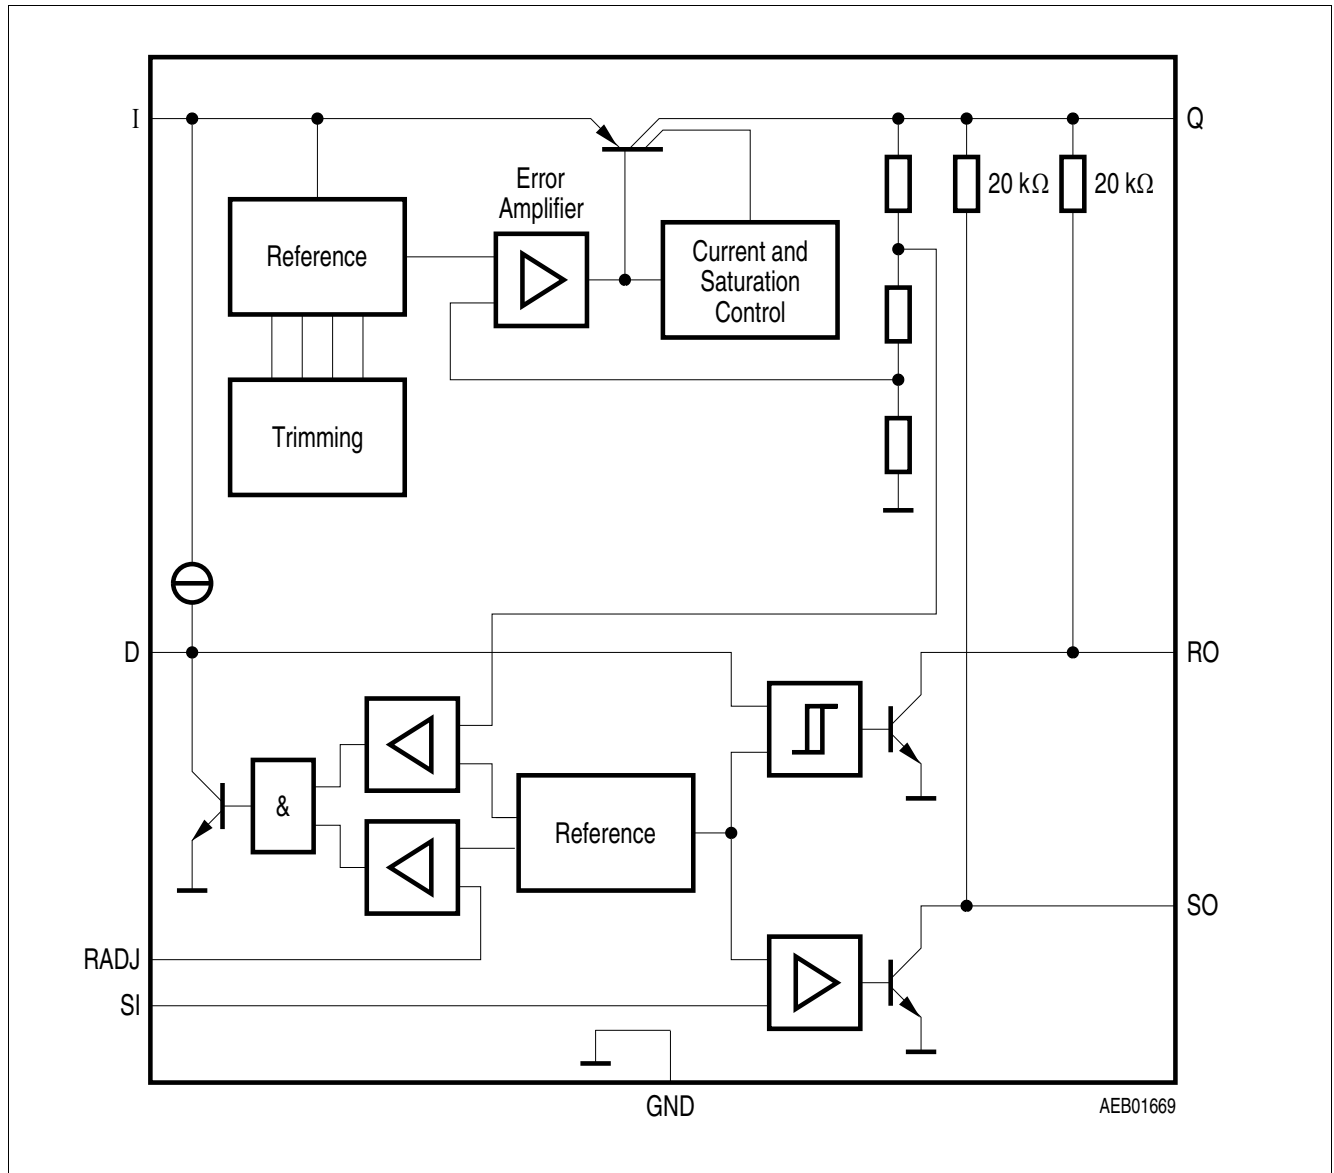 I
Q
Error
Amplifier
20 kΩ
20 kΩ
Reference
Current and
Saturation
Control
Trimming
D
RO
&
Reference
SO
RADJ
SI
GND
AEB01669